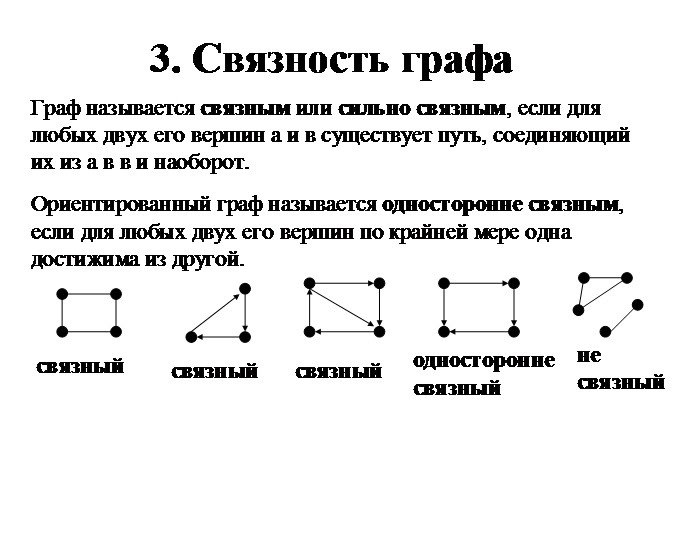 3. Связность графа
Граф называется связным или сильно связным, если для
любых двух его вершин а и в существует путь, соединяющий
их из а в в и наоборот.
Ориентированный граф называется односторонне связным,
если для любых двух его вершин по крайней мере одна
достижима из другой.
связный
связный
связный
односторонне
связный
не
связный